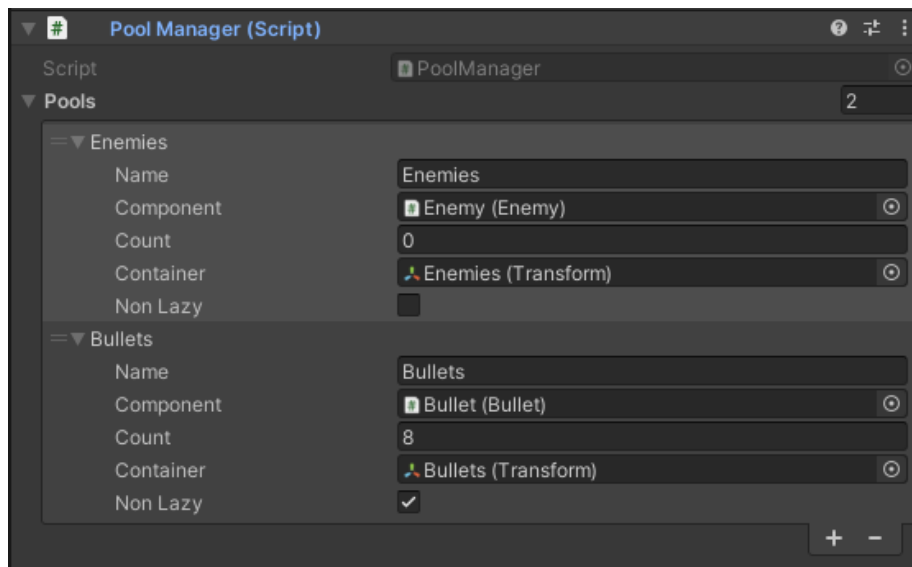 Pool Manager (Script)
Script PoolManager
Pools 2
Enemies
Name Enemies
Component Enemy (Enemy)
Count 0
Container Enemies (Transform)
Non Lazy
Bullets
Name Bullets
Component Bullet (Bullet)
Count 8
Container Bullets (Transform)
Non Lazy